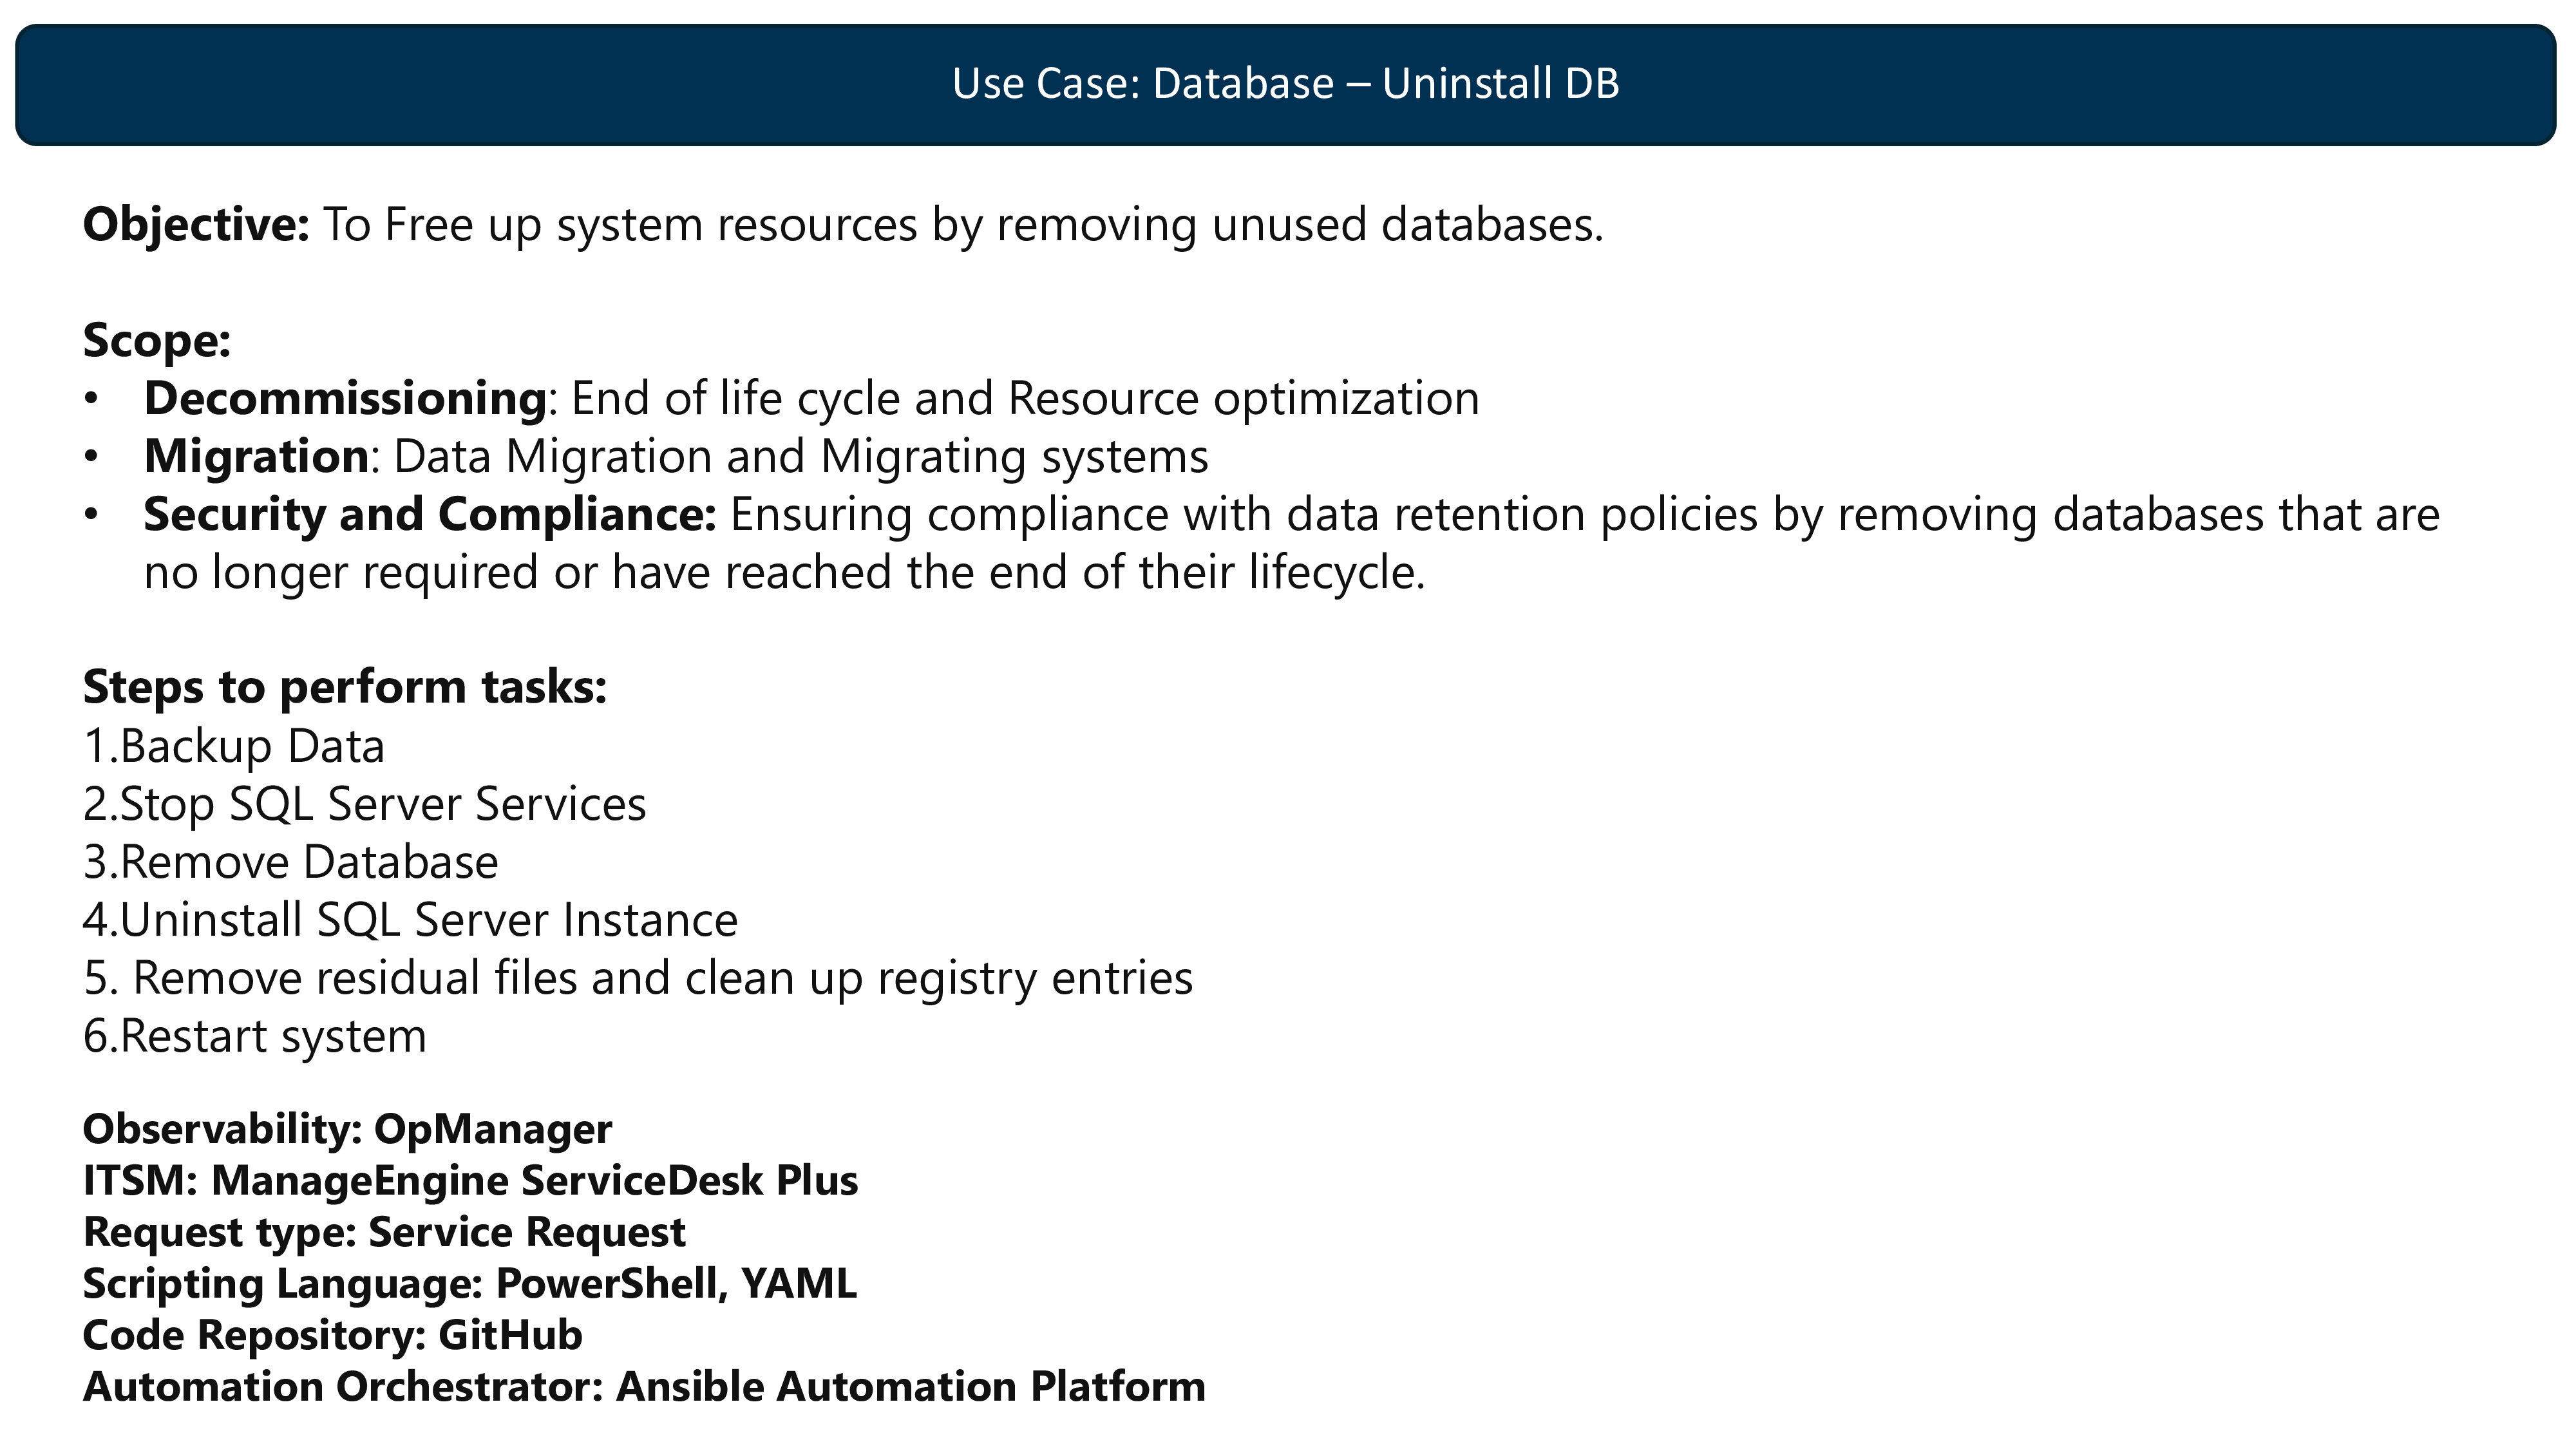 Use Case: Database – Uninstall DB
Objective: To Free up system resources by removing unused databases.
Scope:
• Decommissioning: End of life cycle and Resource optimization
• Migration: Data Migration and Migrating systems
• Security and Compliance: Ensuring compliance with data retention policies by removing databases that are
no longer required or have reached the end of their lifecycle.
Steps to perform tasks:
1.Backup Data
2.Stop SQL Server Services
3.Remove Database
4.Uninstall SQL Server Instance
5. Remove residual files and clean up registry entries
6.Restart system
Observability: OpManager
ITSM: ManageEngine ServiceDesk Plus
Request type: Service Request
Scripting Language: PowerShell, YAML
Code Repository: GitHub
Automation Orchestrator: Ansible Automation Platform